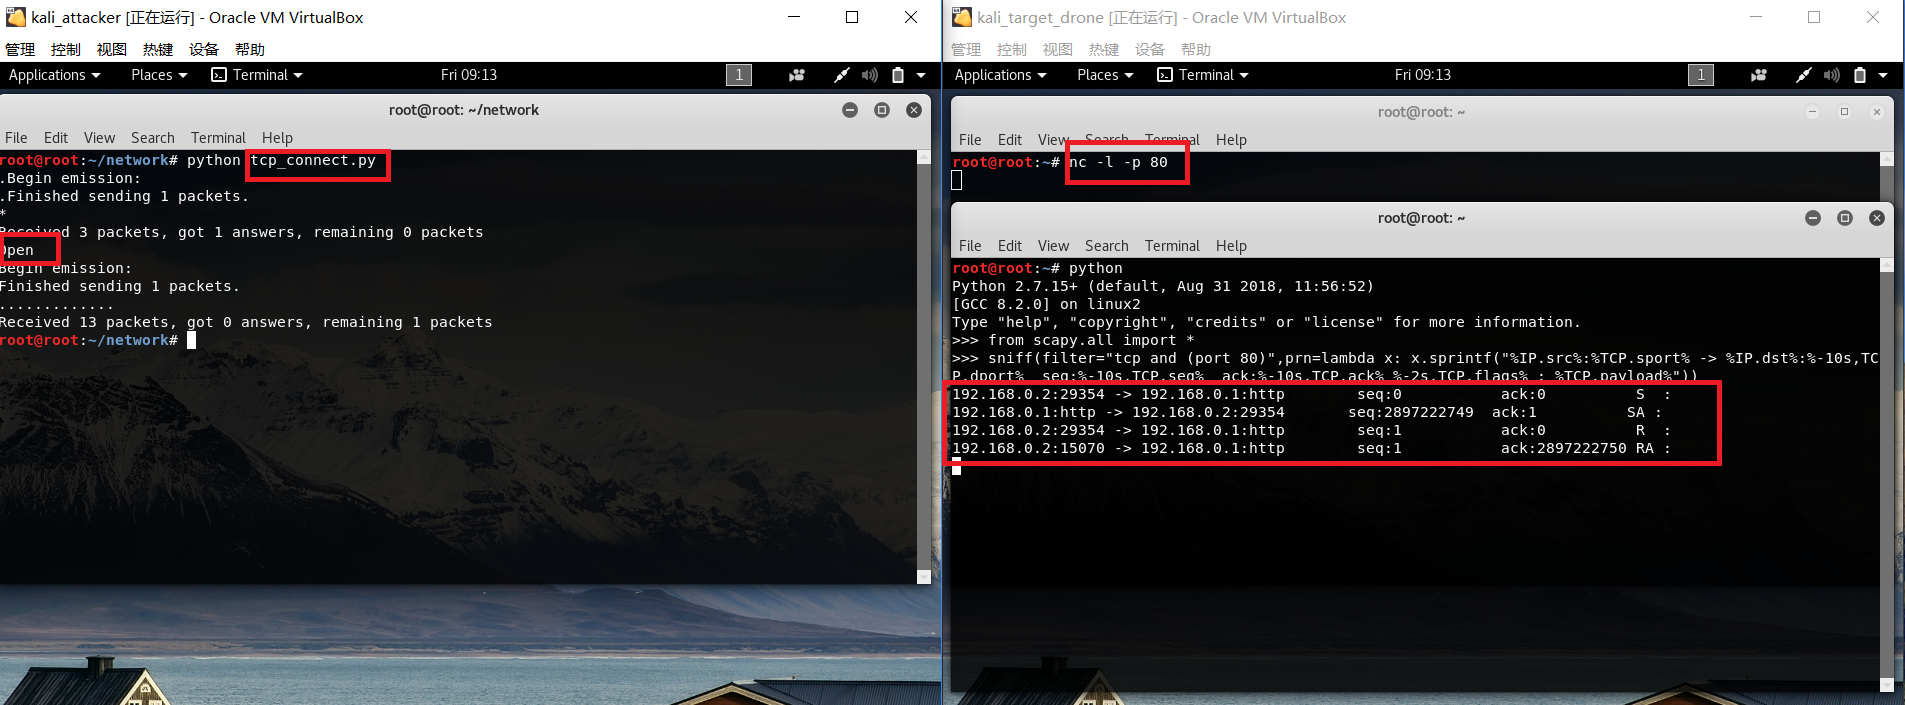 kali_attacker [正在运行] - Oracle VM VirtualBox
管理 控制 视图 热键 设备 帮助
Applications Places Terminal Fri 09:13 1
root@root: ~/network
File Edit View Search Terminal Help
root@root:~/network# python tcp_connect.py
.Begin emission:
.Finished sending 1 packets.
*
Received 3 packets, got 1 answers, remaining 0 packets
Open
Begin emission:
Finished sending 1 packets.
.............
Received 13 packets, got 0 answers, remaining 1 packets
root@root:~/network#
kali_target_drone [正在运行] - Oracle VM VirtualBox
管理 控制 视图 热键 设备 帮助
Applications Places Terminal Fri 09:13 1
root@root: ~
File Edit View Search Terminal Help
root@root:~# nc -l -p 80
root@root: ~
File Edit View Search Terminal Help
root@root:~# python
Python 2.7.15+ (default, Aug 31 2018, 11:56:52)
[GCC 8.2.0] on linux2
Type "help", "copyright", "credits" or "license" for more information.
>>> from scapy.all import *
>>> sniff(filter="tcp and (port 80)",prn=lambda x: x.sprintf("%IP.src%:%TCP.sport% -> %IP.dst%:%-10s,TC
P.dport%  seq:%-10s,TCP.seq%  ack:%-10s,TCP.ack% %-2s,TCP.flags% : %TCP.payload%"))
192.168.0.2:29354 -> 192.168.0.1:http seq:0 ack:0 S :
192.168.0.1:http -> 192.168.0.2:29354 seq:2897222749 ack:1 SA :
192.168.0.2:29354 -> 192.168.0.1:http seq:1 ack:0 R :
192.168.0.2:15070 -> 192.168.0.1:http seq:1 ack:2897222750 RA :